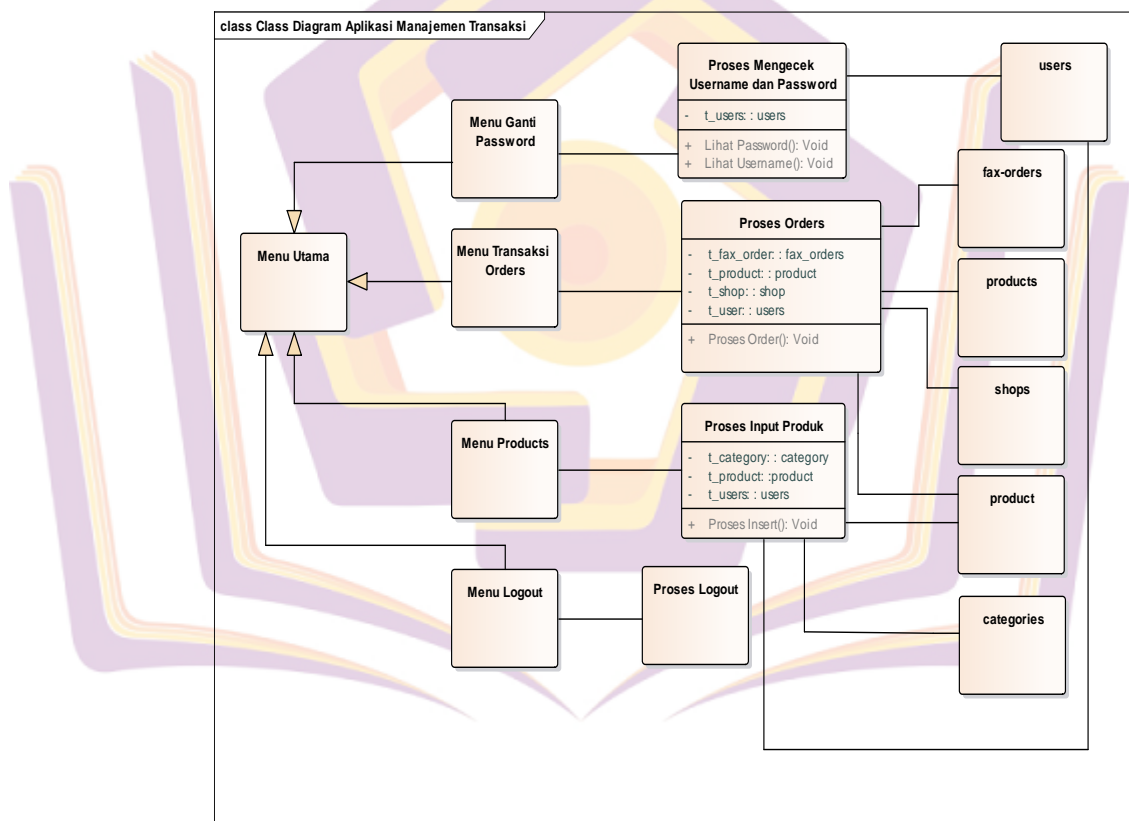 class Class Diagram Aplikasi Manajemen Transaksi
Proses Mengecek
Username dan Password
- t_users: : users
+ Lihat Password(): Void
+ Lihat Username(): Void
users
Menu Ganti
Password
fax-orders
Menu Utama
Menu Transaksi
Orders
Proses Orders
- t_fax_order: : fax_orders
- t_product: : product
- t_shop: : shop
- t_user: : users
+ Proses Order(): Void
products
shops
Menu Products
Proses Input Produk
- t_category: : category
- t_product: :product
- t_users: : users
+ Proses Insert(): Void
product
Menu Logout
Proses Logout
categories